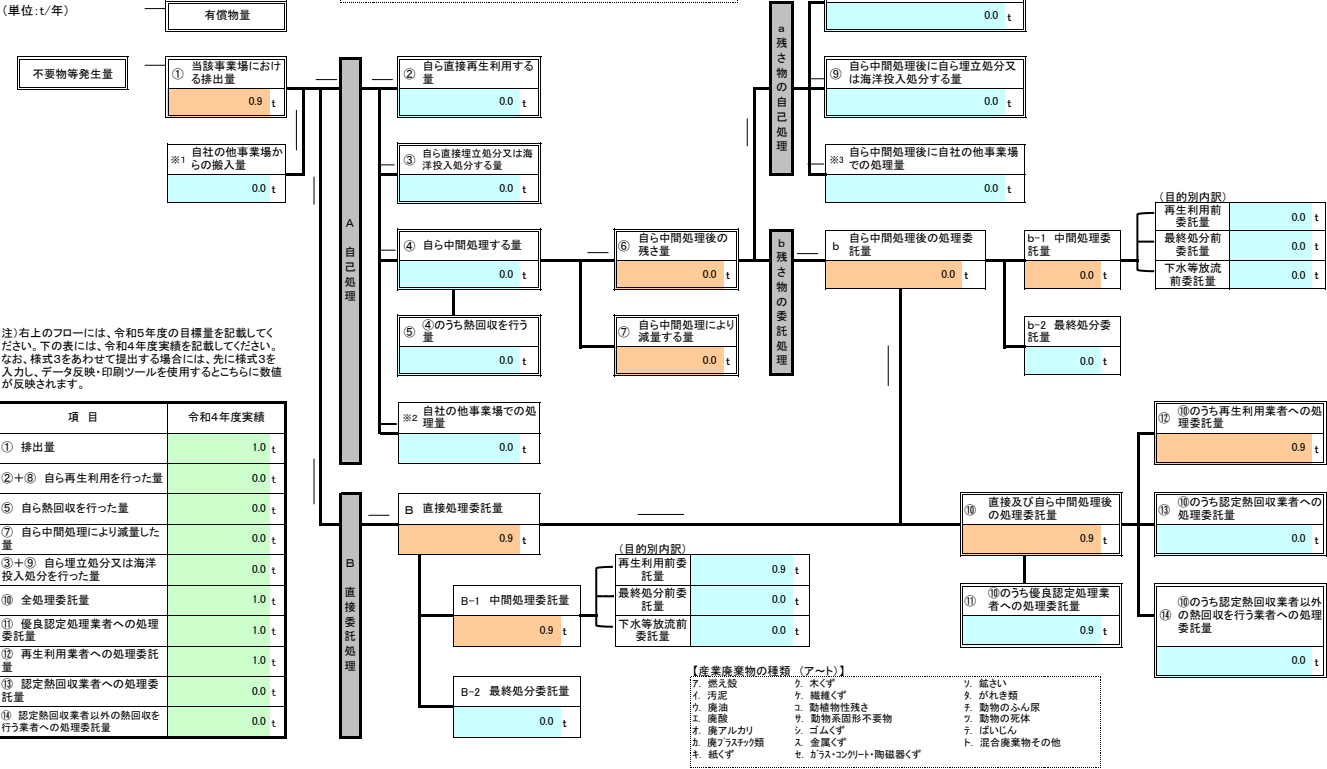 (単位:t/年)
有償物量
不要物等発生量
① 当該事業場におけ
る排出量
0.9 t
※1 自社の他事業場か
らの搬入量
0.0 t
A 自己処理
② 自ら直接再生利用する
量
0.0 t
③ 自ら直接埋立処分又は海
洋投入処分する量
0.0 t
④ 自ら中間処理する量
0.0 t
⑤ ④のうち熱回収を行う
量
0.0 t
※2 自社の他事業場での処
理量
0.0 t
⑥ 自ら中間処理後の
残さ量
0.0 t
⑦ 自ら中間処理により
減量する量
0.0 t
a 残さ物の自己処理
0.0 t
⑨ 自ら中間処理後に自ら埋立処分又
は海洋投入処分する量
0.0 t
※3 自ら中間処理後に自社の他事業場
での処理量
0.0 t
b 残さ物の委託処理
b 自ら中間処理後の処理委
託量
0.0 t
b-1 中間処理委
託量
0.0 t
(目的別内訳)
再生利用前
委託量
0.0 t
最終処分前
委託量
0.0 t
下水等放流
前委託量
0.0 t
b-2 最終処分委
託量
0.0 t
注)右上のフローには、令和5年度の目標量を記載してく
ださい。下の表には、令和4年度実績を記載してください。
なお、様式3をあわせて提出する場合には、先に様式3を
入力し、データ反映・印刷ツールを使用するとこちらに数値
が反映されます。
項 目 令和4年度実績
① 排出量 1.0 t
②+⑧ 自ら再生利用を行った量 0.0 t
⑤ 自ら熱回収を行った量 0.0 t
⑦ 自ら中間処理により減量した
量 0.0 t
③+⑨ 自ら埋立処分又は海洋
投入処分を行った量 0.0 t
⑩ 全処理委託量 1.0 t
⑪ 優良認定処理業者への処理
委託量 1.0 t
⑫ 再生利用業者への処理委託
量 1.0 t
⑬ 認定熱回収業者への処理委
託量 0.0 t
⑭ 認定熱回収業者以外の熱回収を
行う業者への処理委託量 0.0 t
B 直接委託処理
B 直接処理委託量
0.9 t
B-1 中間処理委託量
0.9 t
(目的別内訳)
再生利用前委
託量
0.9 t
最終処分前委
託量
0.0 t
下水等放流前
委託量
0.0 t
B-2 最終処分委託量
0.0 t
⑩ 直接及び自ら中間処理後
の処理委託量
0.9 t
⑪ ⑩のうち優良認定処理業
者への処理委託量
0.9 t
⑫ ⑩のうち再生利用業者への処
理委託量
0.9 t
⑬ ⑩のうち認定熱回収業者への
処理委託量
0.0 t
⑭ ⑩のうち認定熱回収業者以外
の熱回収を行う業者への処理
委託量
0.0 t
【産業廃棄物の種類 (ア~ト)】
ア. 燃え殻
イ. 汚泥
ウ. 廃油
エ. 廃酸
オ. 廃アルカリ
カ. 廃プラスチック類
キ. 紙くず
ク. 木くず
ケ. 繊維くず
コ. 動植物性残さ
サ. 動物系固形不要物
シ. ゴムくず
ス. 金属くず
セ. ガラス・コンクリート・陶磁器くず
ソ. 鉱さい
タ. がれき類
チ. 動物のふん尿
ツ. 動物の死体
テ. ばいじん
ト. 混合廃棄物その他